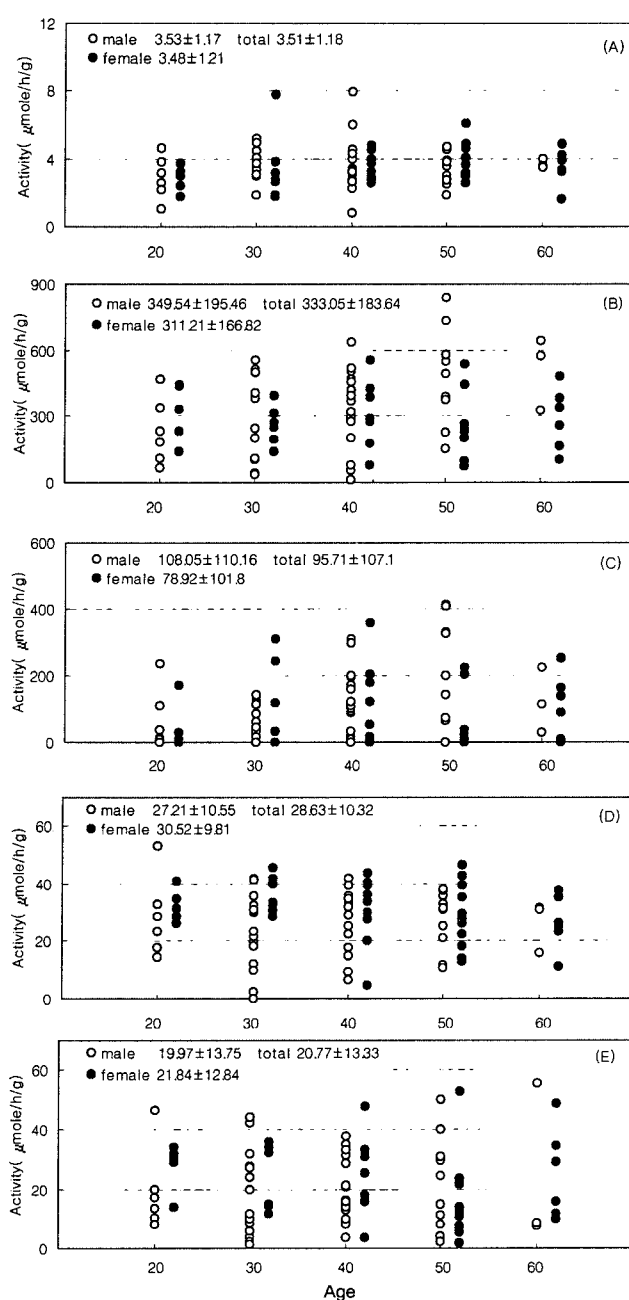 12
8
4
0
Activity( μmole/h/g)
○ male 3.53±1.17 total 3.51±1.18
● female 3.48±1.21
(A)
20 30 40 50 60
900
600
300
0
Activity( μmole/h/g)
○ male 349.54±195.46 total 333.05±183.64
● female 311.21±166.82
(B)
20 30 40 50 60
600
400
200
0
Activity( μmole/h/g)
○ male 108.05±110.16 total 95.71±107.1
● female 78.92±101.8
(C)
20 30 40 50 60
60
40
20
0
Activity( μmole/h/g)
○ male 27.21±10.55 total 28.63±10.32
● female 30.52±9.81
(D)
20 30 40 50 60
60
40
20
0
Activity( μmole/h/g)
○ male 19.97±13.75 total 20.77±13.33
● female 21.84±12.84
(E)
20 30 40 50 60
Age